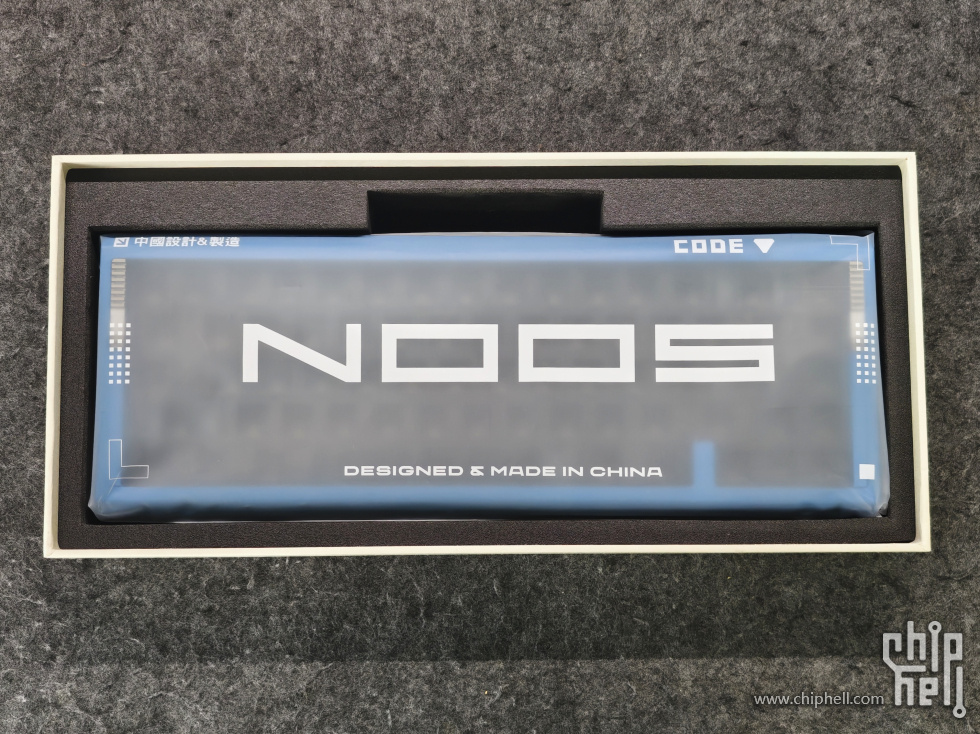 中國設計&製造
CODE
NOOS
DESIGNED & MADE IN CHINA
chip
hell
www.chiphell.com